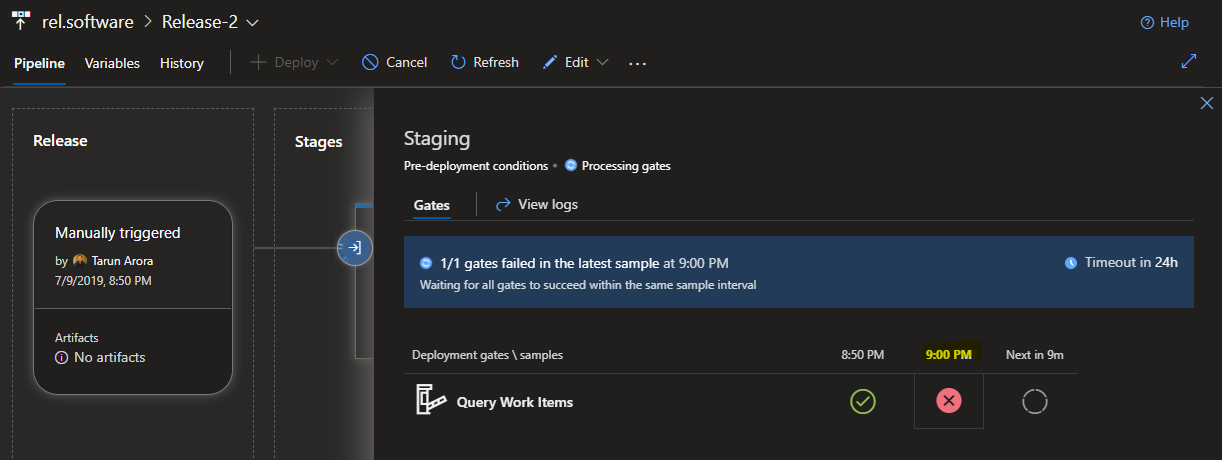 rel.software > Release-2
Help
Pipeline Variables History Deploy Cancel Refresh Edit ...
Release
Stages
Manually triggered
by Tarun Arora
7/9/2019, 8:50 PM
Artifacts
No artifacts
Staging
Pre-deployment conditions • Processing gates
Gates View logs
1/1 gates failed in the latest sample at 9:00 PM
Timeout in 24h
Waiting for all gates to succeed within the same sample interval
Deployment gates \ samples 8:50 PM 9:00 PM Next in 9m
Query Work Items